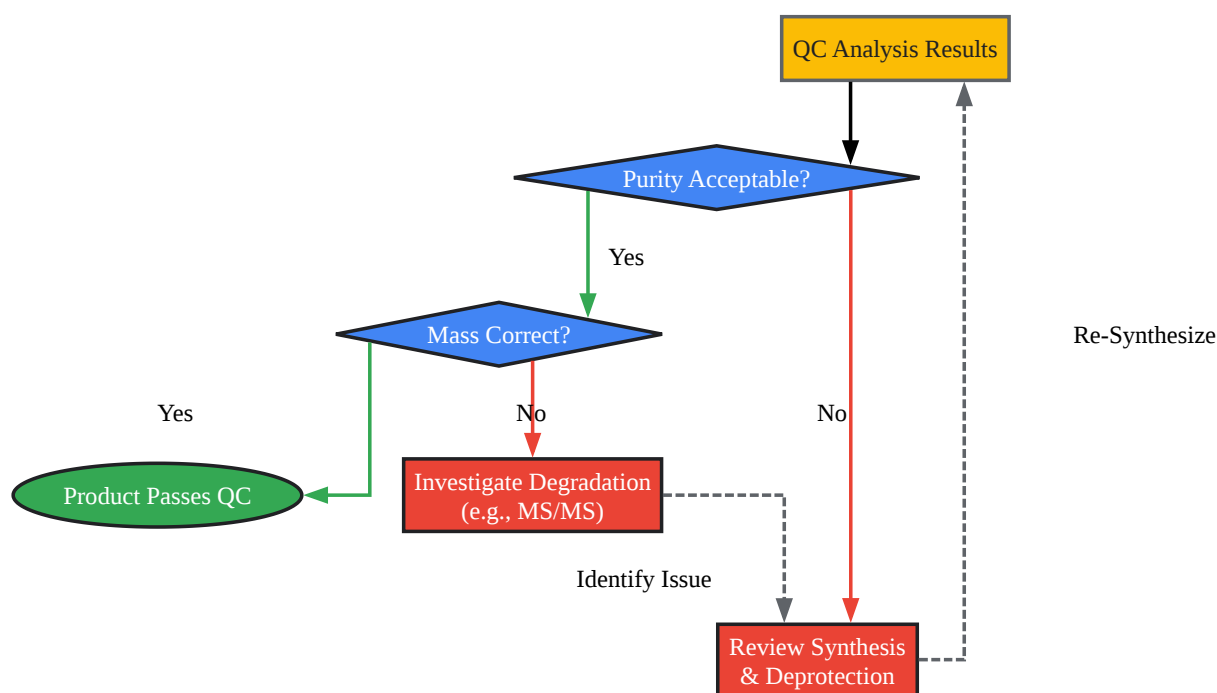 QC Analysis Results
Purity Acceptable?
Yes
Mass Correct?
Re-Synthesize
Yes
No
No
Product Passes QC
Investigate Degradation
(e.g., MS/MS)
Identify Issue
Review Synthesis
& Deprotection